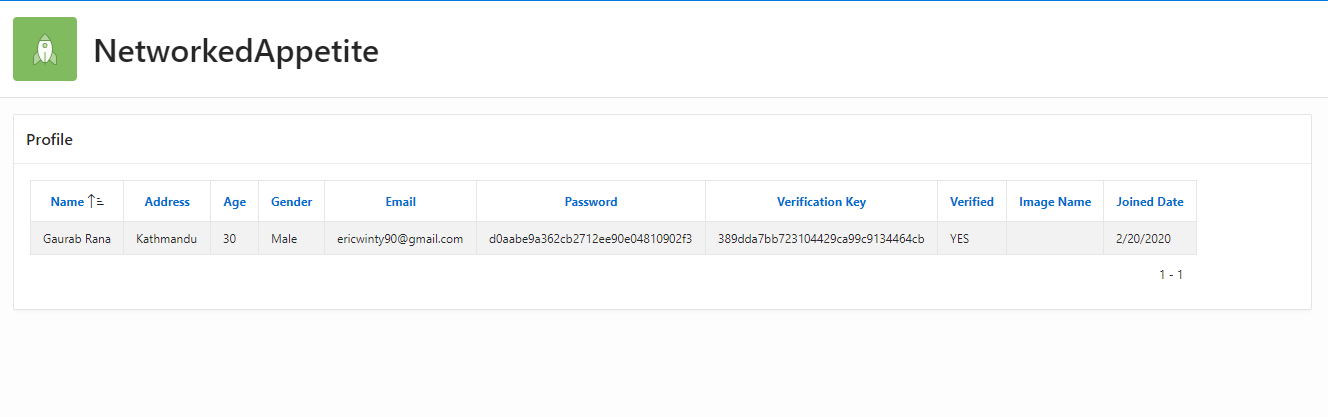 NetworkedAppetite
Profile
Name Address Age Gender Email Password Verification Key Verified Image Name Joined Date
Gaurab Rana Kathmandu 30 Male ericwinty90@gmail.com d0aabe9a362cb2712ee90e04810902f3 389dda7bb723104429ca99c9134464cb YES 2/20/2020
1 - 1